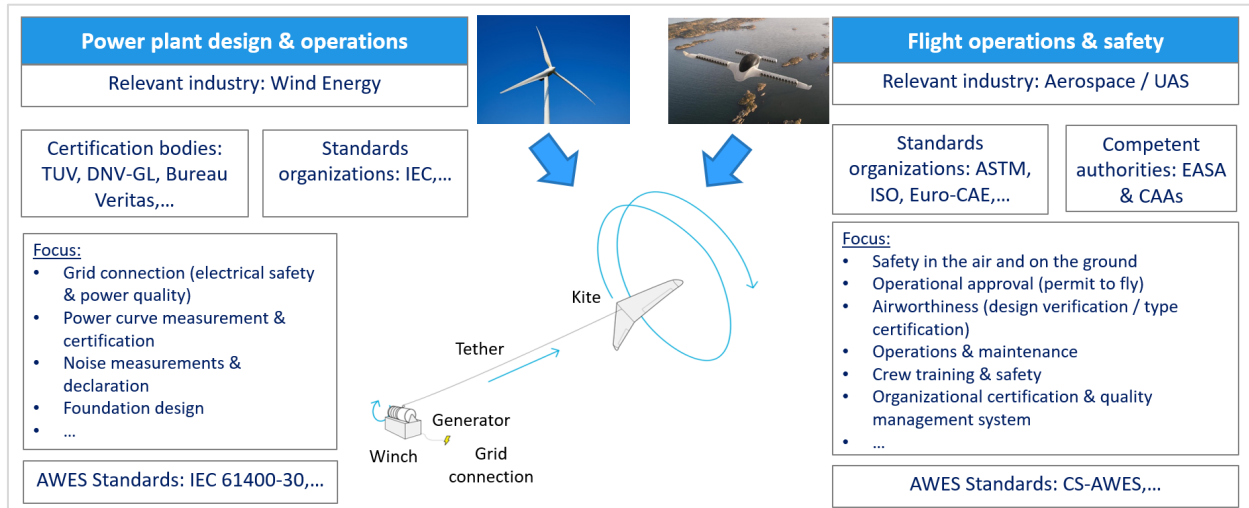 Power plant design & operations
Relevant industry: Wind Energy
Certification bodies:
TUV, DNV-GL, Bureau
Veritas,...
Standards
organizations: IEC,...
Focus:
• Grid connection (electrical safety
& power quality)
• Power curve measurement &
certification
• Noise measurements &
declaration
• Foundation design
• ...
AWES Standards: IEC 61400-30,...
Kite
Tether
Generator
Winch
Grid
connection
Flight operations & safety
Relevant industry: Aerospace / UAS
Standards
organizations: ASTM,
ISO, Euro-CAE,...
Competent
authorities: EASA
& CAAs
Focus:
• Safety in the air and on the ground
• Operational approval (permit to fly)
• Airworthiness (design verification / type
certification)
• Operations & maintenance
• Crew training & safety
• Organizational certification & quality
management system
• ...
AWES Standards: CS-AWES,...